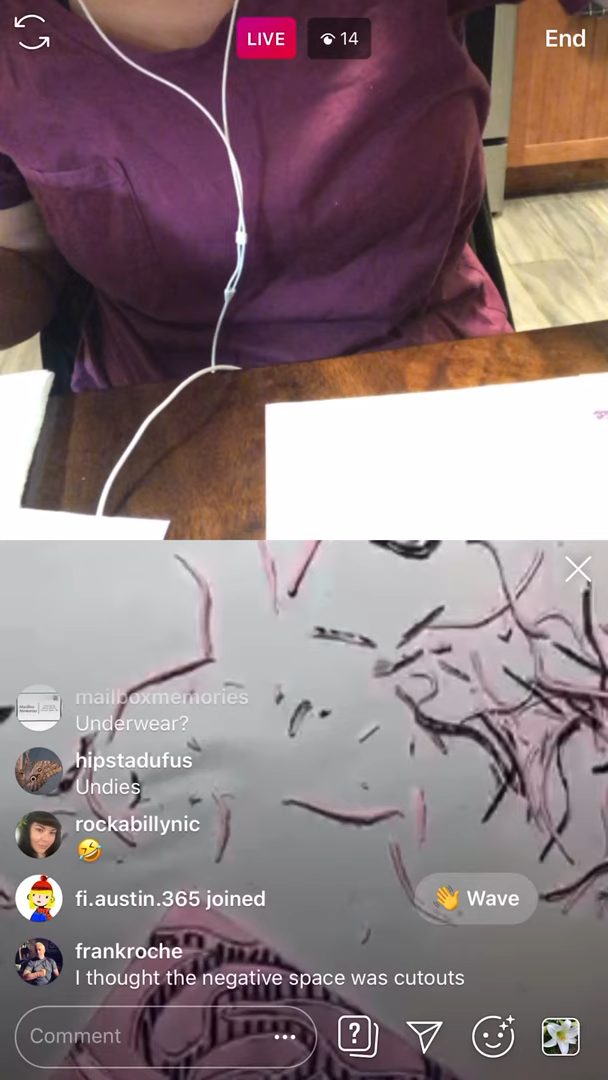 LIVE
14
End
mailboxmemories
Underwear?
hipstadufus
Undies
rockabillynic
🤣
fi.austin.365 joined
👋 Wave
frankroche
I thought the negative space was cutouts
Comment